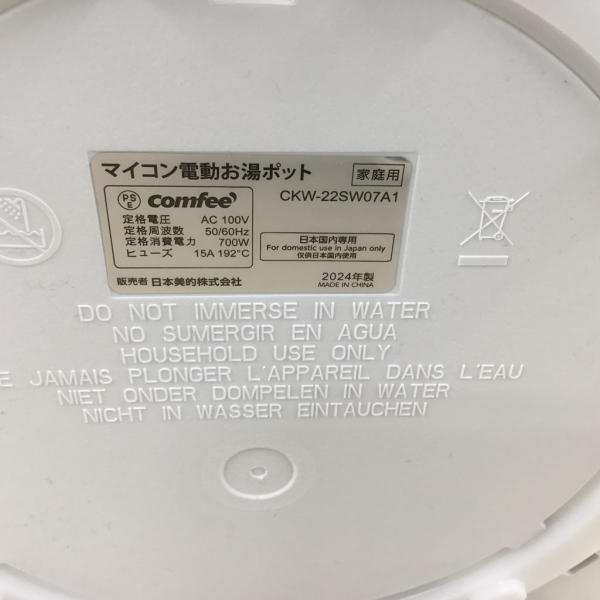 マイコン電動お湯ポット 家庭用
PS E comfee' CKW-22SW07A1
定格電圧 AC 100V
定格周波数 50/60Hz
定格消費電力 700W
ヒューズ 15A 192°C
日本国内専用
For domestic use in Japan only
仅供日本国内使用
販売者 日本美的株式会社
2024年製
MADE IN CHINA
DO NOT IMMERSE IN WATER
NO SUMERGIR EN AGUA
HOUSEHOLD USE ONLY
E JAMAIS PLONGER L'APPAREIL DANS L'EAU
NIET ONDER DOMPELEN IN WATER
NICHT IN WASSER EINTAUCHEN